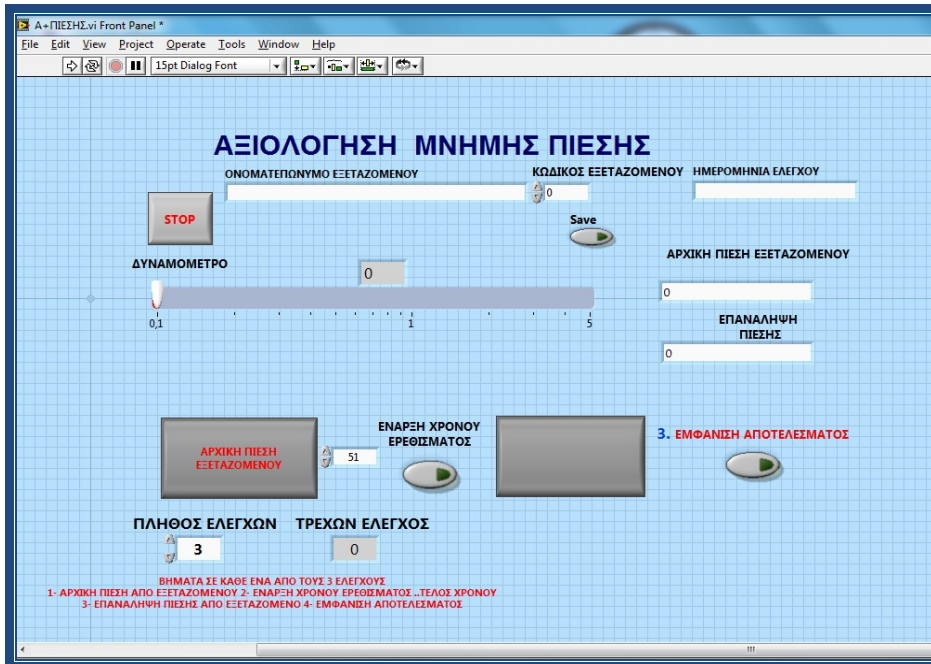 Α+ΠΙΕΣΗΣ.vi Front Panel *
File Edit View Project Operate Tools Window Help
15pt Dialog Font
ΑΞΙΟΛΟΓΗΣΗ ΜΝΗΜΗΣ ΠΙΕΣΗΣ
ΟΝΟΜΑΤΕΠΩΝΥΜΟ ΕΞΕΤΑΖΟΜΕΝΟΥ
ΚΩΔΙΚΟΣ ΕΞΕΤΑΖΟΜΕΝΟΥ
ΗΜΕΡΟΜΗΝΙΑ ΕΛΕΓΧΟΥ
0
STOP
Save
ΔΥΝΑΜΟΜΕΤΡΟ
0
ΑΡΧΙΚΗ ΠΙΕΣΗ ΕΞΕΤΑΖΟΜΕΝΟΥ
0
0,1 1 5
ΕΠΑΝΑΛΗΨΗ
ΠΙΕΣΗΣ
0
ΑΡΧΙΚΗ ΠΙΕΣΗ
ΕΞΕΤΑΖΟΜΕΝΟΥ
51
ΕΝΑΡΞΗ ΧΡΟΝΟΥ
ΕΡΕΘΙΣΜΑΤΟΣ
3. ΕΜΦΑΝΙΣΗ ΑΠΟΤΕΛΕΣΜΑΤΟΣ
ΠΛΗΘΟΣ ΕΛΕΓΧΩΝ
ΤΡΕΧΩΝ ΕΛΕΓΧΟΣ
3
0
ΒΗΜΑΤΑ ΣΕ ΚΑΘΕ ΕΝΑ ΑΠΟ ΤΟΥΣ 3 ΕΛΕΓΧΟΥΣ
1- ΑΡΧΙΚΗ ΠΙΕΣΗ ΑΠΟ ΕΞΕΤΑΖΟΜΕΝΟΥ 2- ΕΝΑΡΞΗ ΧΡΟΝΟΥ ΕΡΕΘΙΣΜΑΤΟΣ ..ΤΕΛΟΣ ΧΡΟΝΟΥ
3- ΕΠΑΝΑΛΗΨΗ ΠΙΕΣΗΣ ΑΠΟ ΕΞΕΤΑΖΟΜΕΝΟ 4- ΕΜΦΑΝΙΣΗ ΑΠΟΤΕΛΕΣΜΑΤΟΣ